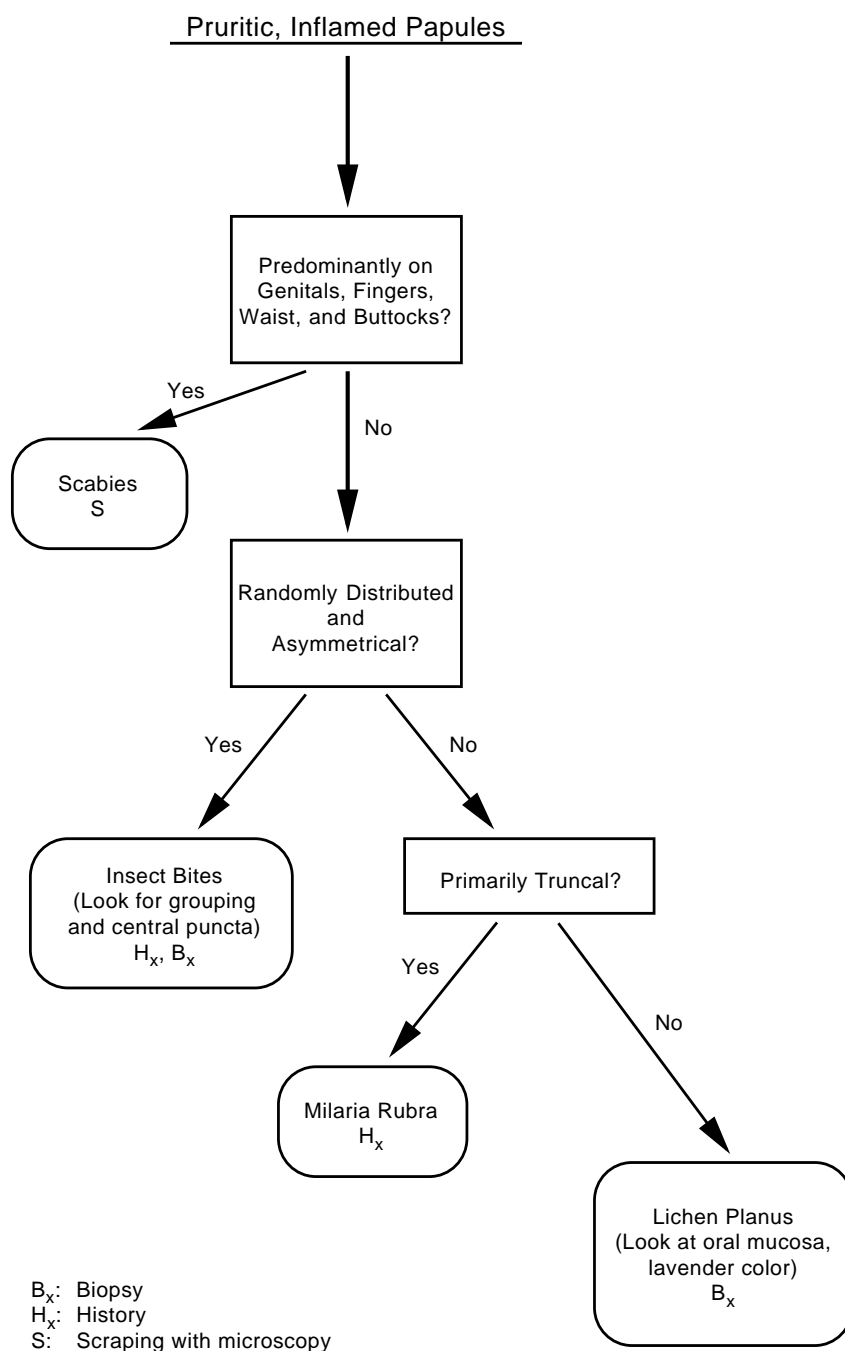 Pruritic, Inflamed Papules
Predominantly on
Genitals, Fingers,
Waist, and Buttocks?
Yes
No
Scabies
S
Randomly Distributed
and
Asymmetrical?
Yes
No
Insect Bites
(Look for grouping
and central puncta)
Hx, Bx
Primarily Truncal?
Yes
No
Milaria Rubra
Hx
Lichen Planus
(Look at oral mucosa,
lavender color)
Bx
Bx: Biopsy
Hx: History
S: Scraping with microscopy